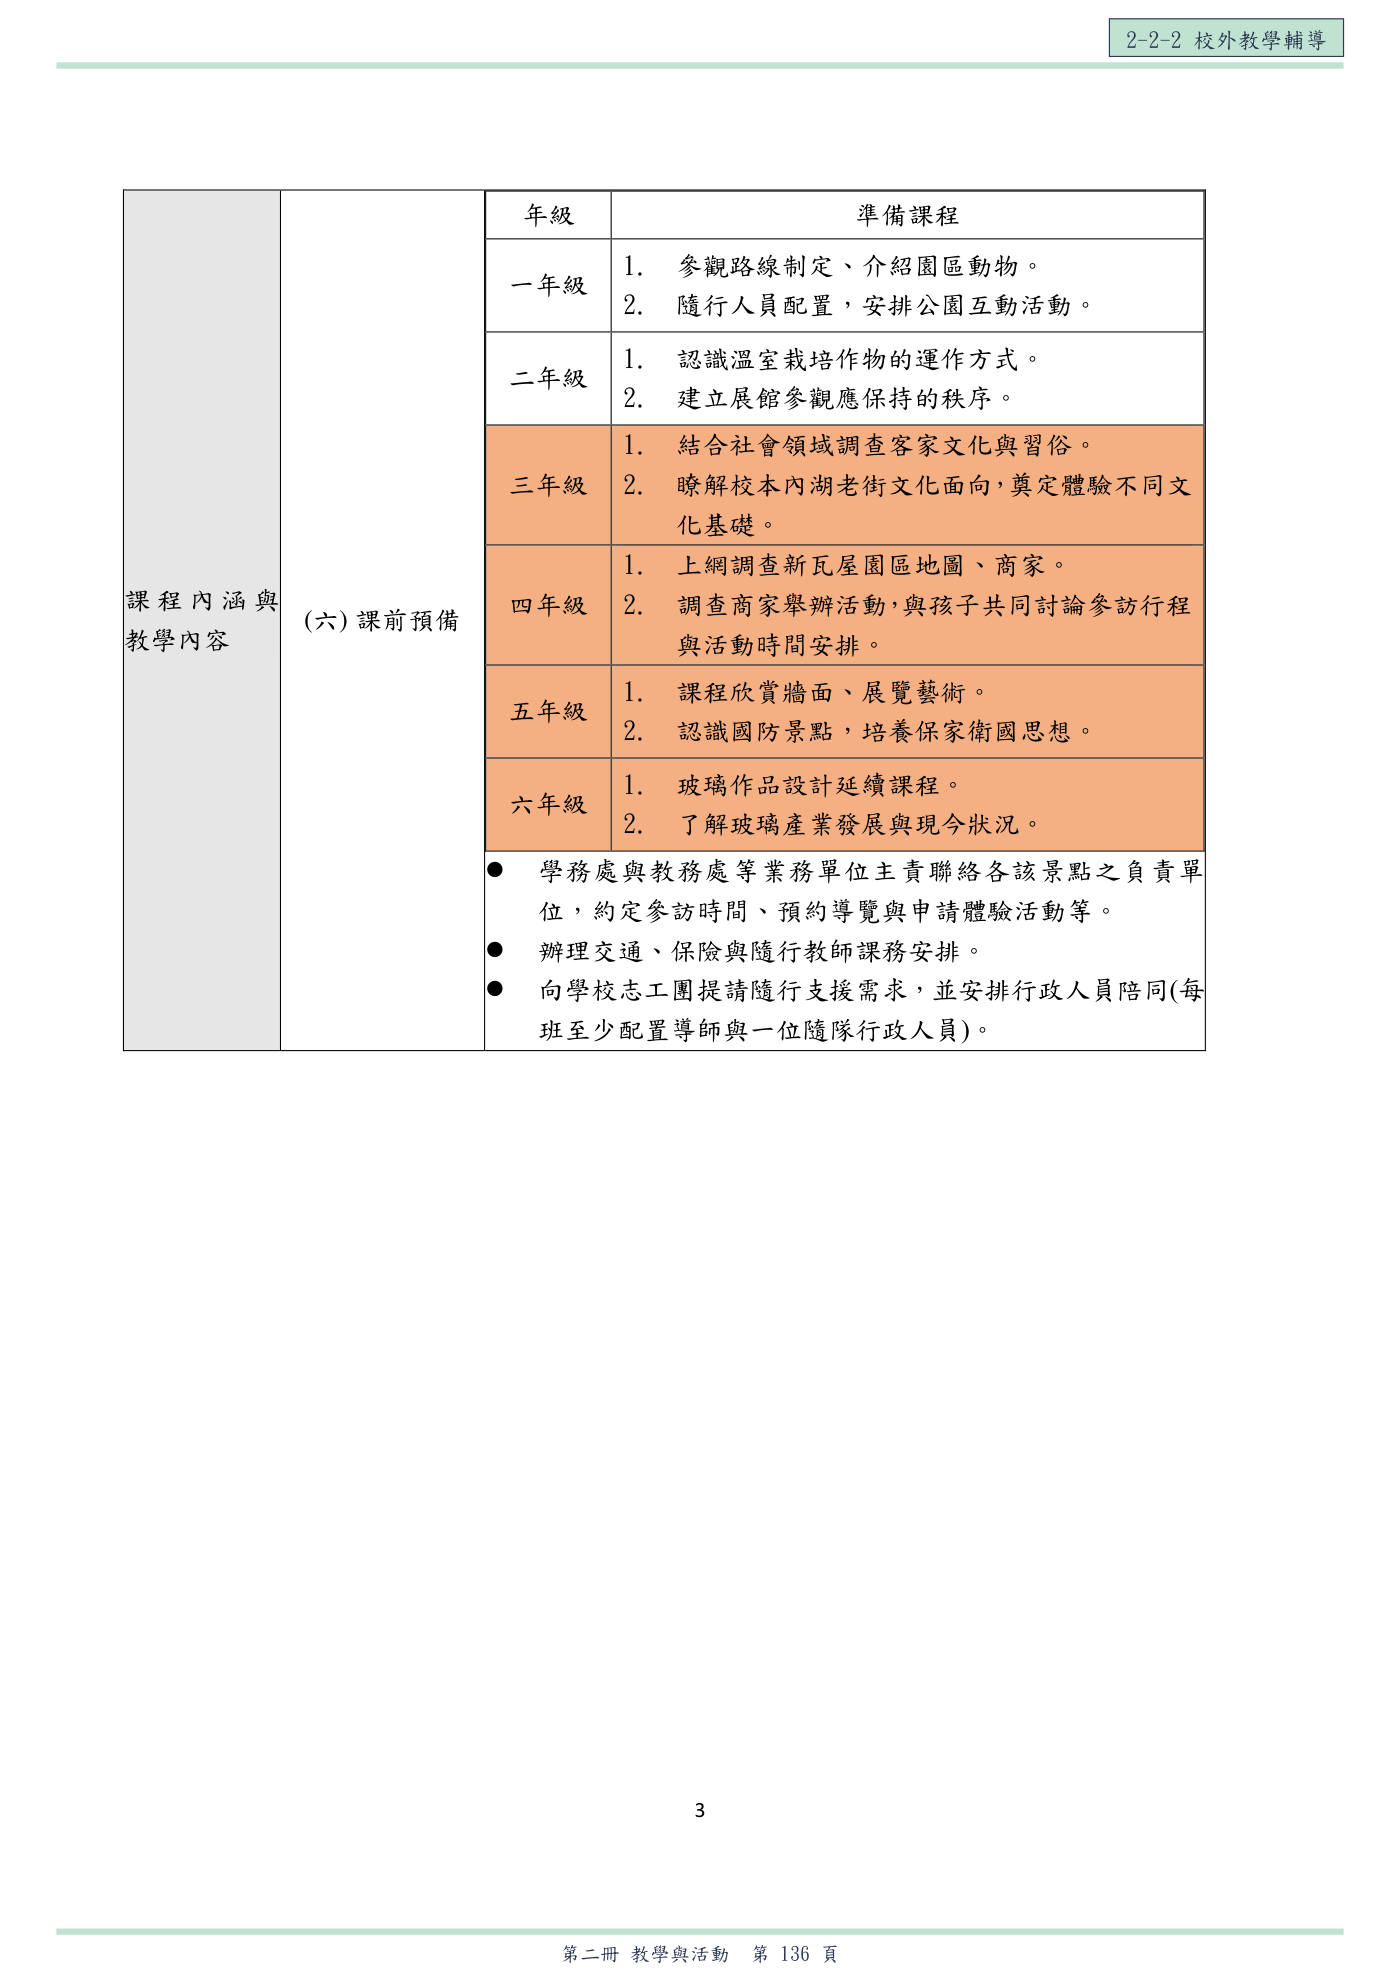 2-2-2 校外教學輔導
課程內涵與
教學內容
(六)課前預備
年級
準備課程
一年級
1. 參觀路線制定、介紹園區動物。
2. 隨行人員配置，安排公園互動活動。
二年級
1. 認識溫室栽培作物的運作方式。
2. 建立展館參觀應保持的秩序。
三年級
1. 結合社會領域調查客家文化與習俗。
2. 瞭解校本內湖老街文化面向，奠定體驗不同文
化基礎。
四年級
1. 上網調查新瓦屋園區地圖、商家。
2. 調查商家舉辦活動，與孩子共同討論參訪行程
與活動時間安排。
五年級
1. 課程欣賞牆面、展覽藝術。
2. 認識國防景點，培養保家衛國思想。
六年級
1. 玻璃作品設計延續課程。
2. 了解玻璃產業發展與現今狀況。
● 學務處與教務處等業務單位主責聯絡各該景點之負責單
位，約定參訪時間、預約導覽與申請體驗活動等。
● 辦理交通、保險與隨行教師課務安排。
● 向學校志工團提請隨行支援需求，並安排行政人員陪同(每
班至少配置導師與一位隨隊行政人員)。
3
第二冊 教學與活動 第 136 頁